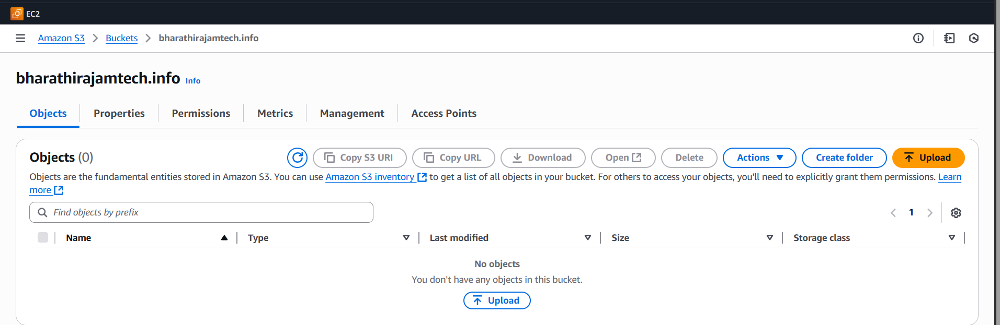 EC2
Amazon S3 Buckets bharathirajamtech.info
bharathirajamtech.info Info
Objects Properties Permissions Metrics Management Access Points
Objects (0) Copy S3 URI Copy URL Download Open Delete Actions Create folder Upload
Objects are the fundamental entities stored in Amazon S3. You can use Amazon S3 inventory to get a list of all objects in your bucket. For others to access your objects, you'll need to explicitly grant them permissions. Learn
more
Find objects by prefix 1
Name Type Last modified Size Storage class
No objects
You don't have any objects in this bucket.
Upload